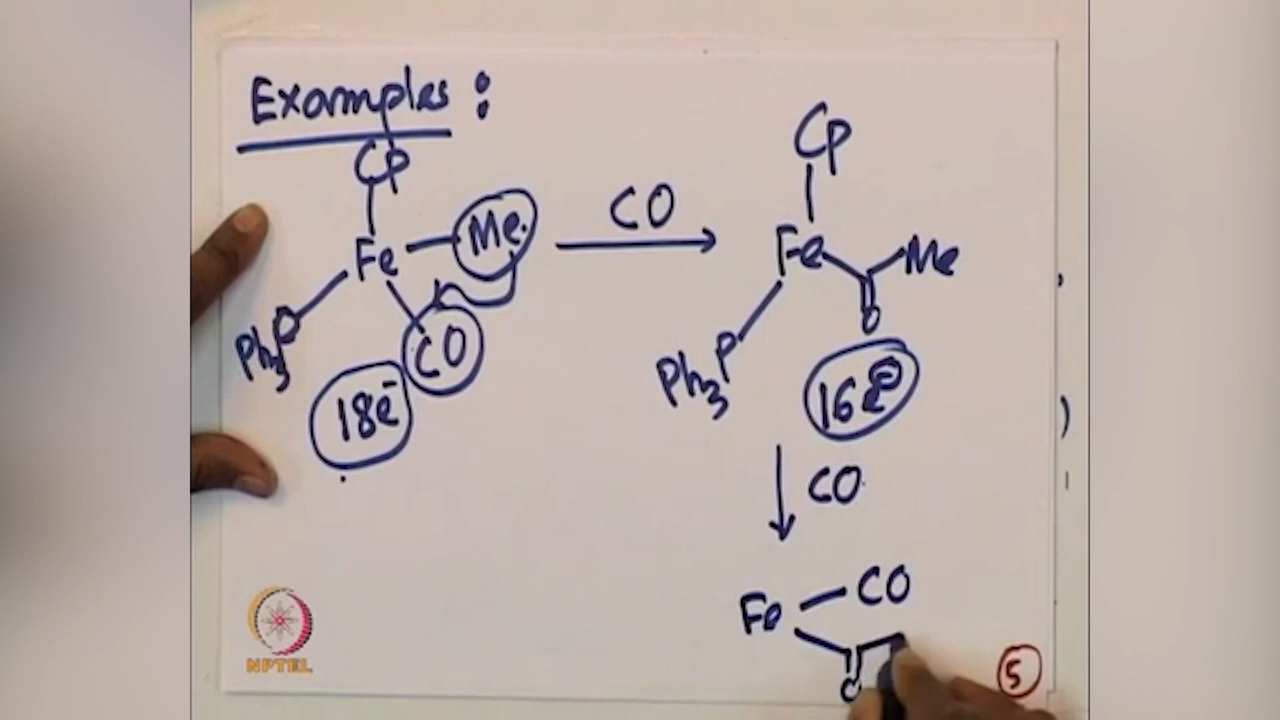 Examples :
Cp
Fe
Me
CO
Ph3P
18e-
CO
Cp
Fe
Me
O
Ph3P
16e
CO
Fe
CO
O
NPTEL
5